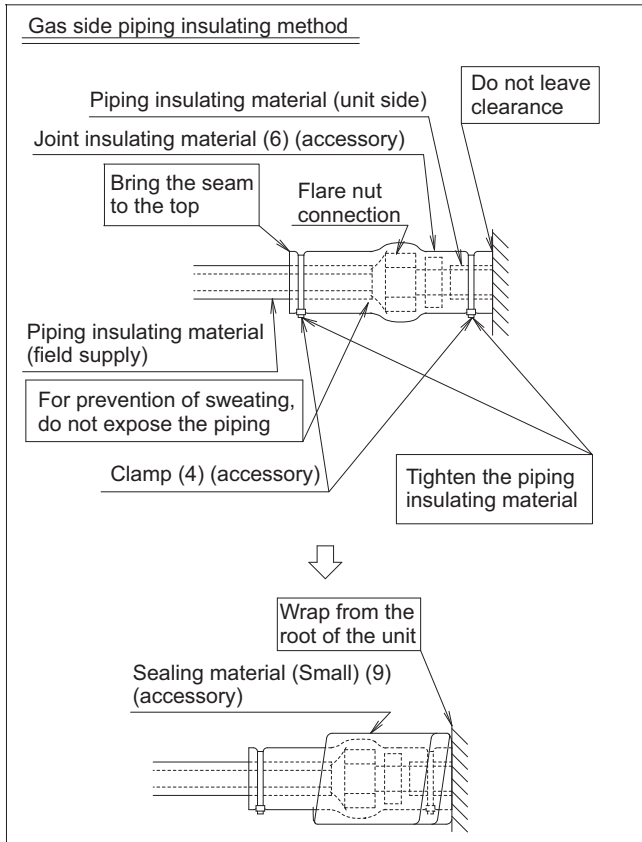 Gas side piping insulating method
Do not leave
clearance
Piping insulating material (unit side)
Joint insulating material (6) (accessory)
Bring the seam
to the top
Flare nut
connection
Piping insulating material
(field supply)
For prevention of sweating,
do not expose the piping
Clamp (4) (accessory)
Tighten the piping
insulating material
Wrap from the
root of the unit
Sealing material (Small) (9)
(accessory)